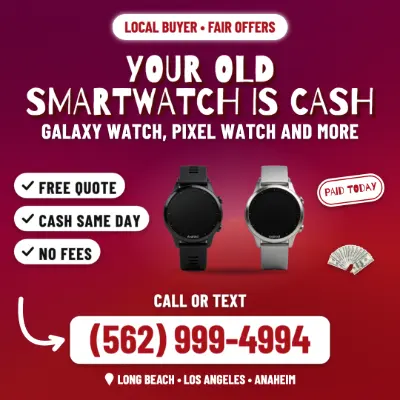 LOCAL BUYER • FAIR OFFERS
YOUR OLD
SMARTWATCH IS CASH
GALAXY WATCH, PIXEL WATCH AND MORE
FREE QUOTE
CASH SAME DAY
NO FEES
PAID TODAY
CALL OR TEXT
(562) 999-4994
LONG BEACH • LOS ANGELES • ANAHEIM